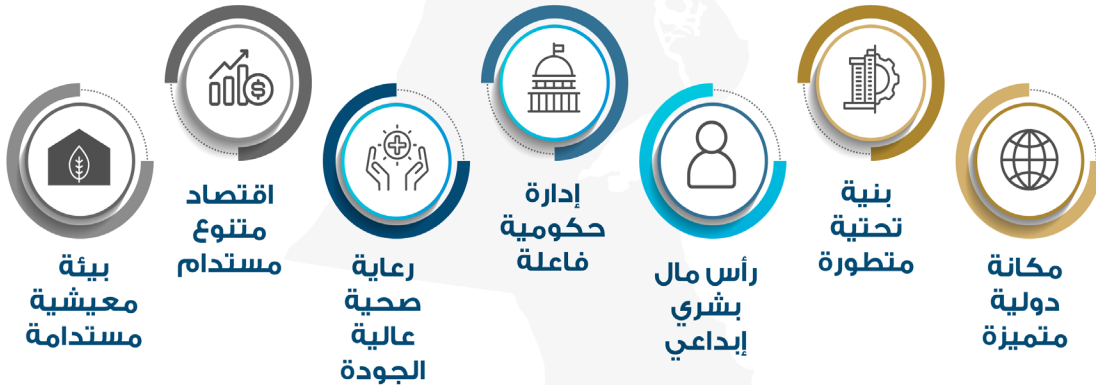 مكانة
دولية
متميزة
بنية
تحتية
متطورة
رأس مال
بشري
إبداعي
إدارة
حكومية
فاعلة
رعاية
صحية
عالية
الجودة
اقتصاد
متنوع
مستدام
بيئة
معيشية
مستدامة